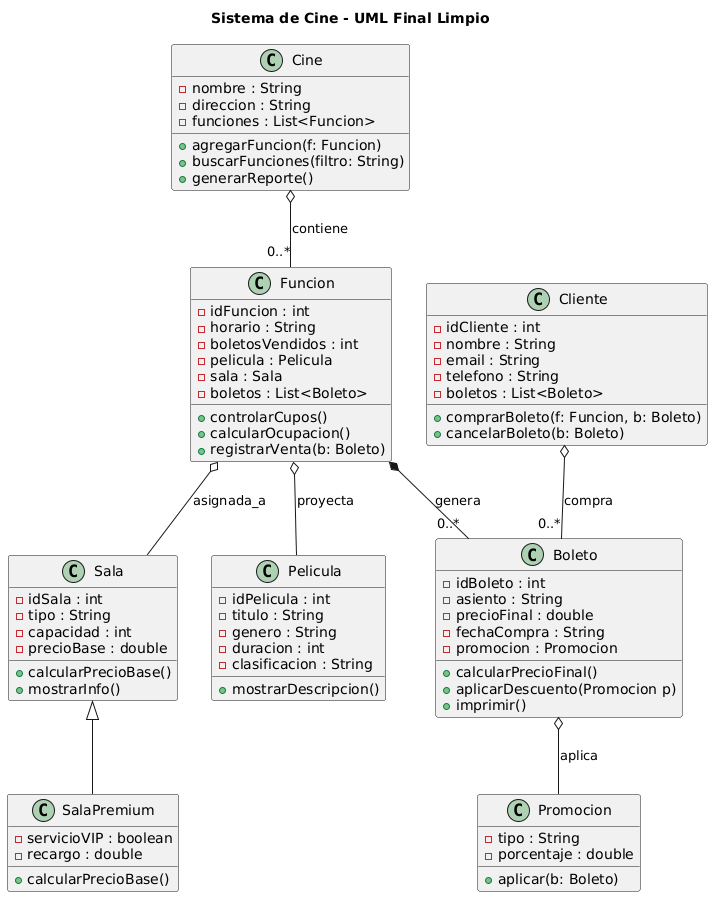 Sistema de Cine - UML Final Limpio
C Cine
nombre : String
direccion : String
funciones : List<Funcion>
agregarFuncion(f: Funcion)
buscarFunciones(filtro: String)
generarReporte()
contiene
0..*
C Funcion
idFuncion : int
horario : String
boletosVendidos : int
pelicula : Pelicula
sala : Sala
boletos : List<Boleto>
controlarCupos()
calcularOcupacion()
registrarVenta(b: Boleto)
C Cliente
idCliente : int
nombre : String
email : String
telefono : String
boletos : List<Boleto>
comprarBoleto(f: Funcion, b: Boleto)
cancelarBoleto(b: Boleto)
asignada_a
proyecta
genera
0..*
compra
0..*
C Sala
idSala : int
tipo : String
capacidad : int
precioBase : double
calcularPrecioBase()
mostrarInfo()
C Pelicula
idPelicula : int
titulo : String
genero : String
duracion : int
clasificacion : String
mostrarDescripcion()
C Boleto
idBoleto : int
asiento : String
precioFinal : double
fechaCompra : String
promocion : Promocion
calcularPrecioFinal()
aplicarDescuento(Promocion p)
imprimir()
aplica
C SalaPremium
servicioVIP : boolean
recargo : double
calcularPrecioBase()
C Promocion
tipo : String
porcentaje : double
aplicar(b: Boleto)